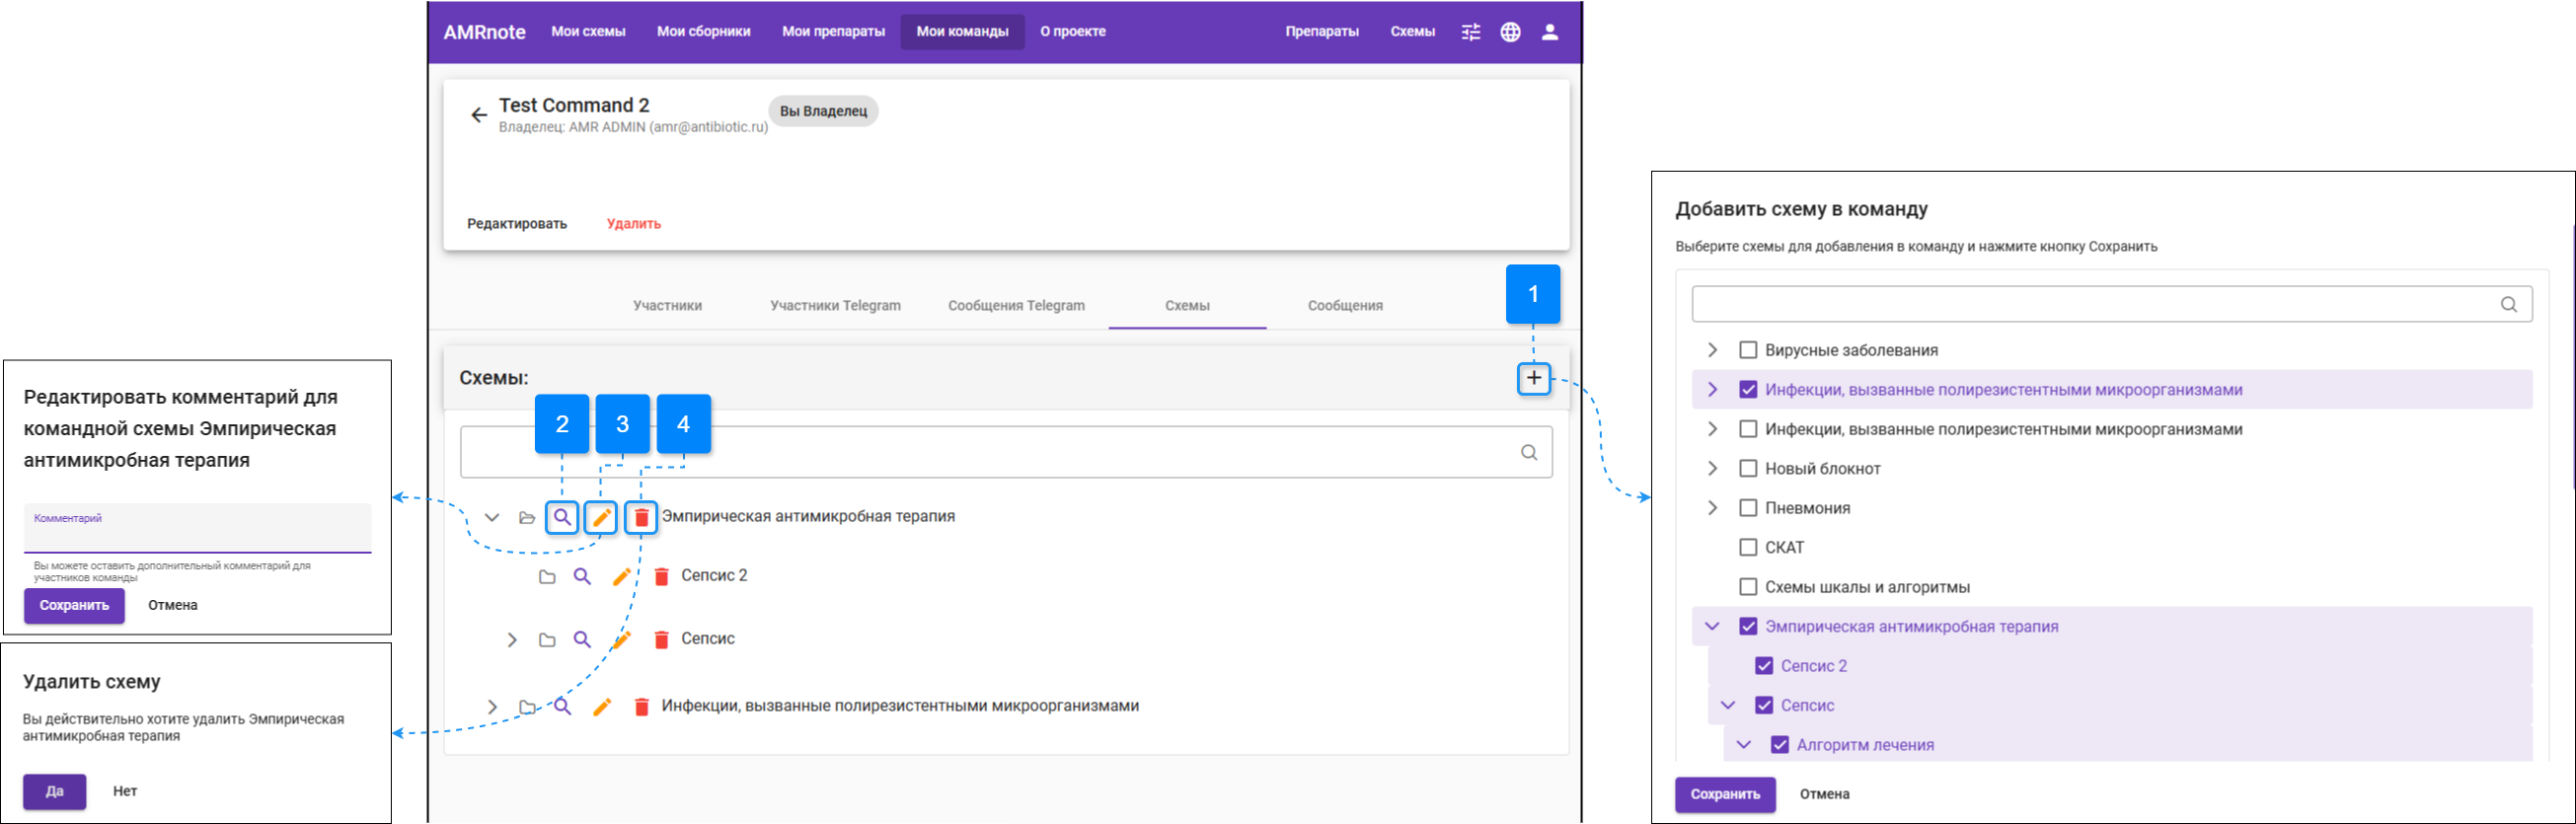 AMRnote Мои схемы Мои сборники Мои препараты Мои команды О проекте Препараты Схемы
Test Command 2
Вы Владелец
Владелец: AMR ADMIN (amr@antibiotic.ru)
Редактировать Удалить
Участники Участники Telegram Сообщения Telegram Схемы Сообщения
1
Схемы:
2 3 4
Эмпирическая антимикробная терапия
Сепсис 2
Сепсис
Инфекции, вызванные полирезистентными микроорганизмами
Редактировать комментарий для
командной схемы Эмпирическая
антимикробная терапия
Комментарий
Вы можете оставить дополнительный комментарий для
участников команды
Сохранить Отмена
Удалить схему
Вы действительно хотите удалить Эмпирическая
антимикробная терапия
Да Нет
Добавить схему в команду
Выберите схемы для добавления в команду и нажмите кнопку Сохранить
Вирусные заболевания
Инфекции, вызванные полирезистентными микроорганизмами
Инфекции, вызванные полирезистентными микроорганизмами
Новый блокнот
Пневмония
СКАТ
Схемы шкалы и алгоритмы
Эмпирическая антимикробная терапия
Сепсис 2
Сепсис
Алгоритм лечения
Сохранить Отмена